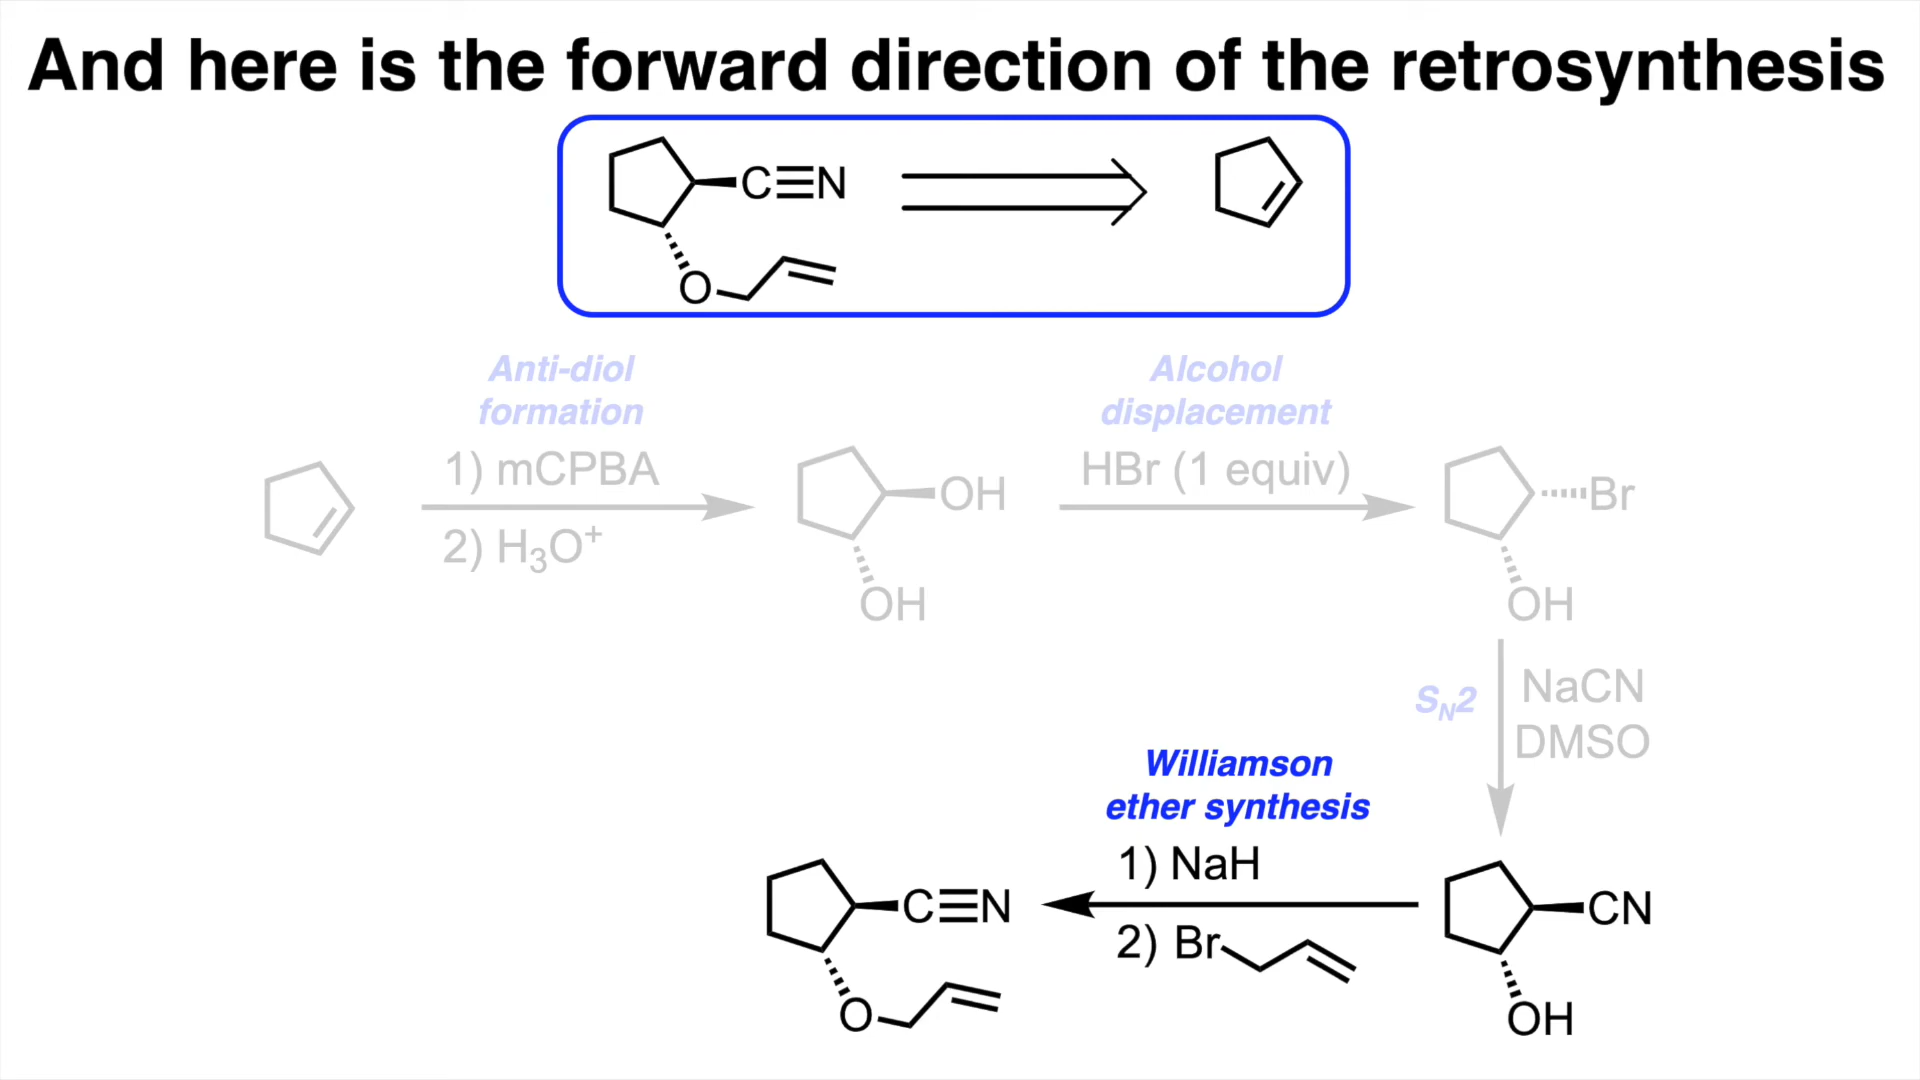 And here is the forward direction of the retrosynthesis
C≡N
O
Anti-diol
formation
1) mCPBA
2) H₃O⁺
OH
OH
Alcohol
displacement
HBr (1 equiv)
Br
OH
S_N2
NaCN
DMSO
Williamson
ether synthesis
1) NaH
2) Br
CN
OH
C≡N
O